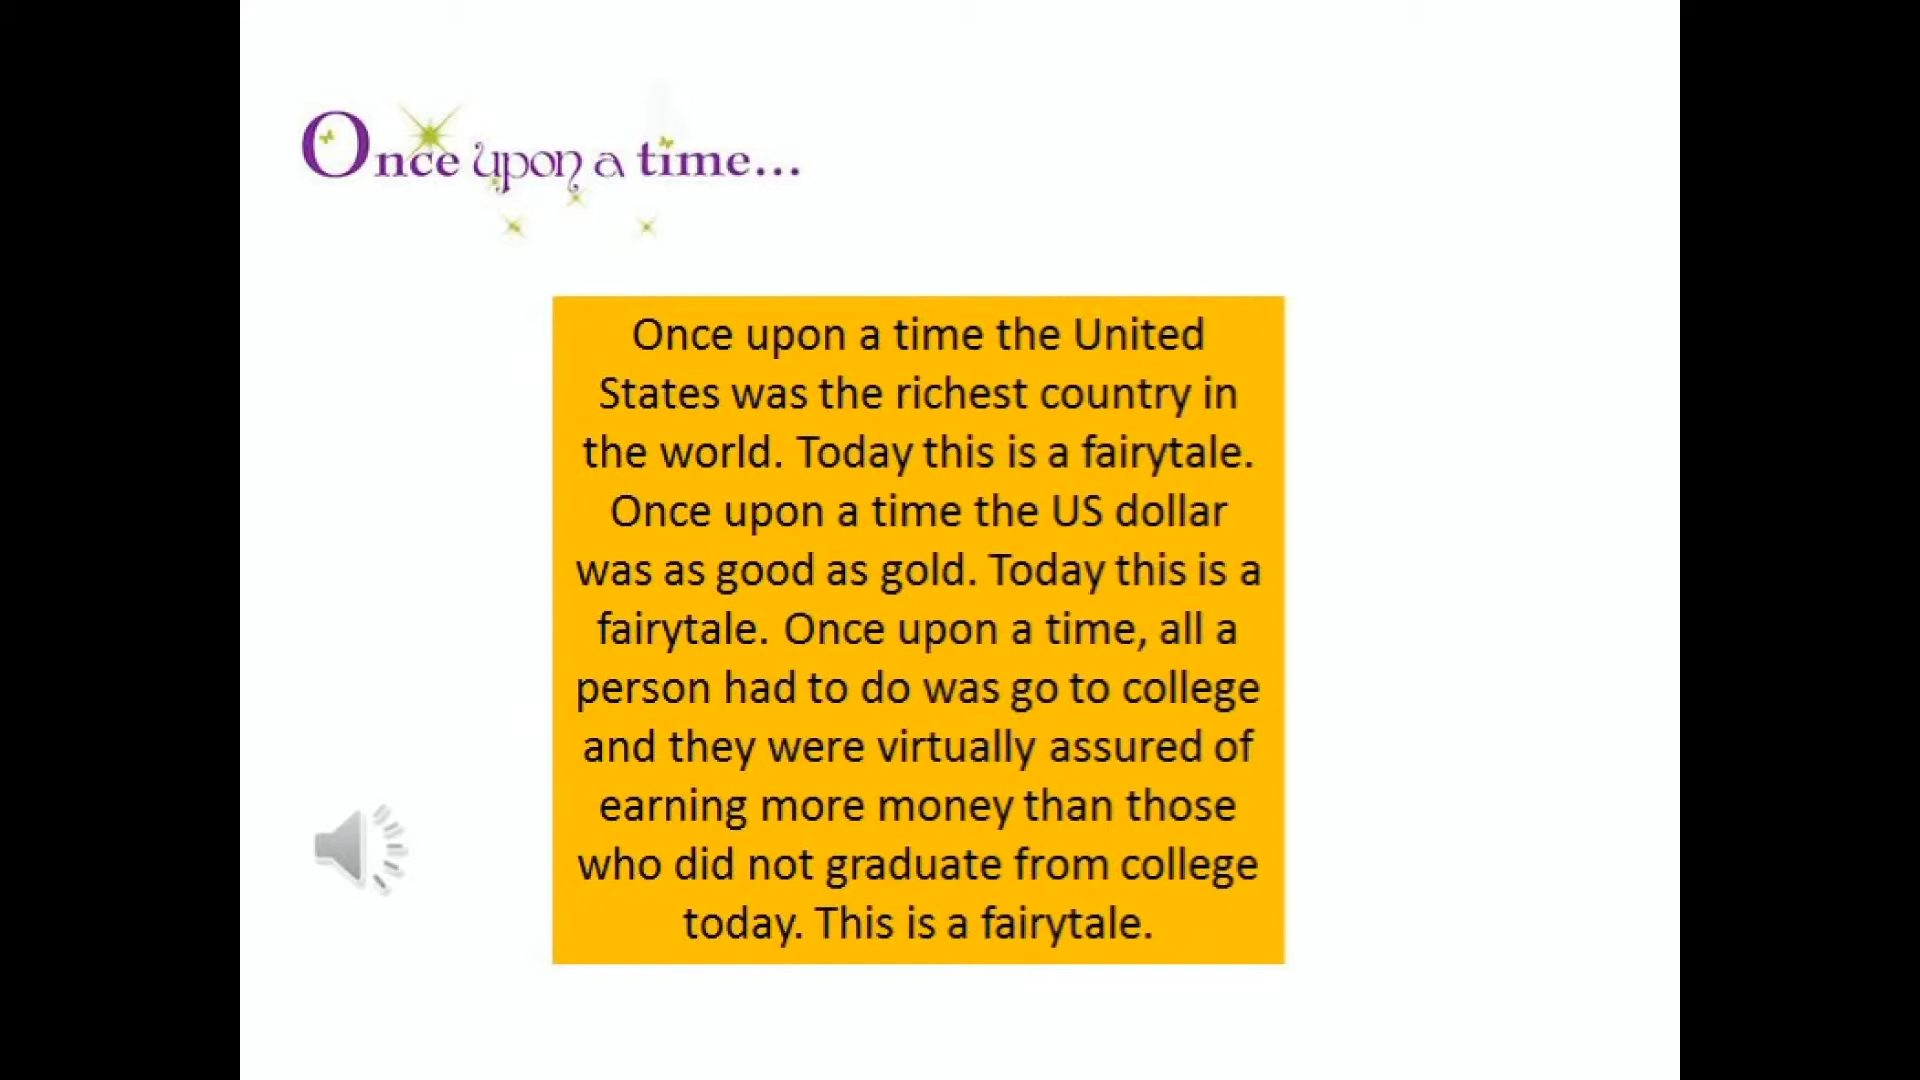 Once upon a time...
Once upon a time the United
States was the richest country in
the world. Today this is a fairytale.
Once upon a time the US dollar
was as good as gold. Today this is a
fairytale. Once upon a time, all a
person had to do was go to college
and they were virtually assured of
earning more money than those
who did not graduate from college
today. This is a fairytale.